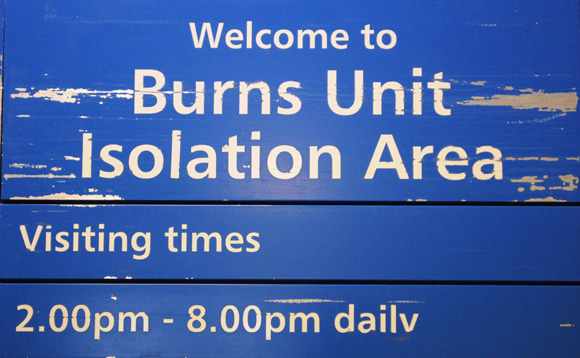 Welcome to
Burns Unit
Isolation Area
Visiting times
2.00pm - 8.00pm daily